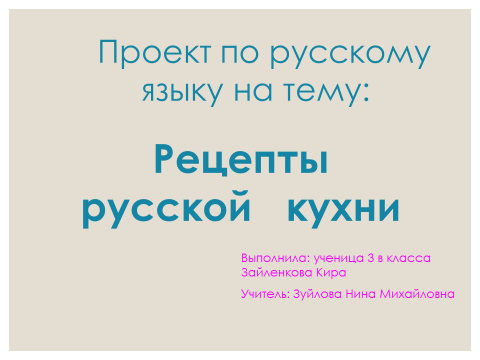 Проект по русскому
языку на тему:
Рецепты
русской кухни
Выполнила: ученица 3 в класса
Зайленкова Кира
Учитель: Зуйлова Нина Михайловна